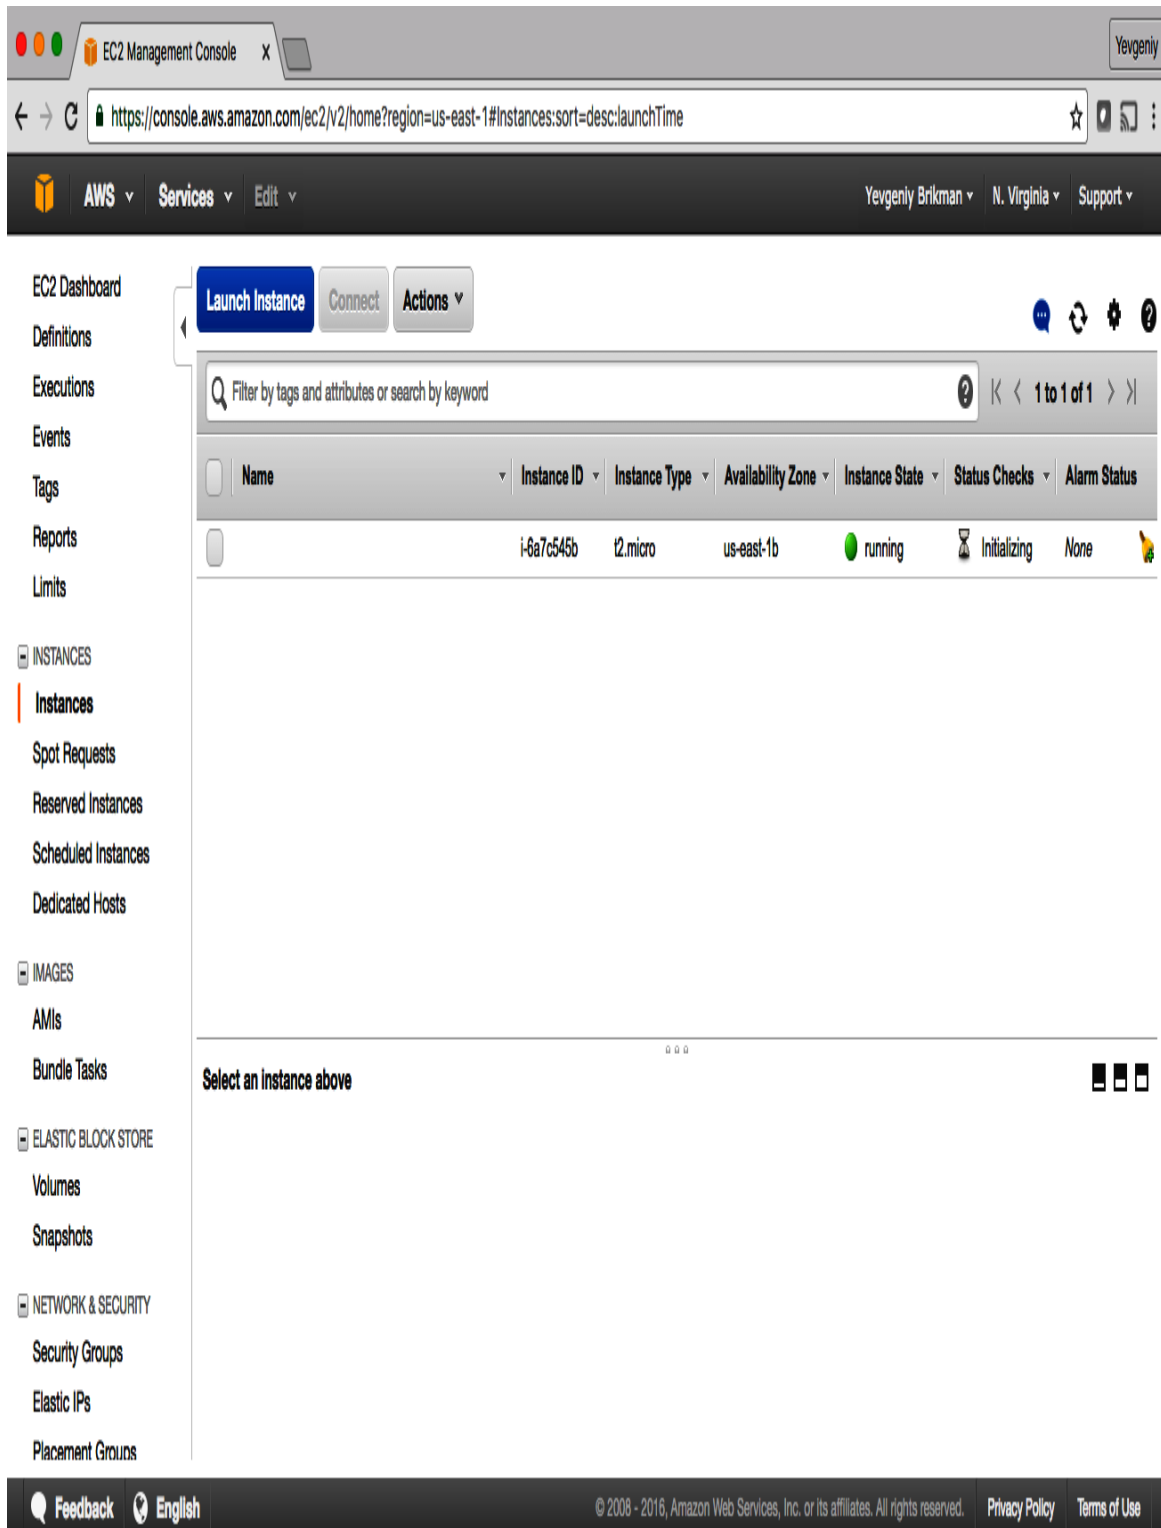 EC2 Management Console x
Yevgeniy
https://console.aws.amazon.com/ec2/v2/home?region=us-east-1#Instances:sort=desc:launchTime
AWS Services Edit Yevgeniy Brikman N. Virginia Support
EC2 Dashboard
Definitions
Executions
Events
Tags
Reports
Limits
INSTANCES
Instances
Spot Requests
Reserved Instances
Scheduled Instances
Dedicated Hosts
IMAGES
AMIs
Bundle Tasks
ELASTIC BLOCK STORE
Volumes
Snapshots
NETWORK & SECURITY
Security Groups
Elastic IPs
Placement Groups
Launch Instance Connect Actions
Filter by tags and attributes or search by keyword 1 to 1 of 1
Name Instance ID Instance Type Availability Zone Instance State Status Checks Alarm Status
i-6a7c545b t2.micro us-east-1b running Initializing None
Select an instance above
Feedback English © 2008 - 2016, Amazon Web Services, Inc. or its affiliates. All rights reserved. Privacy Policy Terms of Use